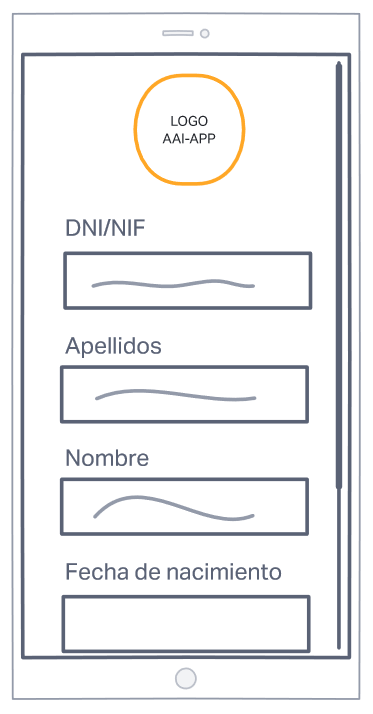 LOGO
AAI-APP
DNI/NIF
Apellidos
Nombre
Fecha de nacimiento